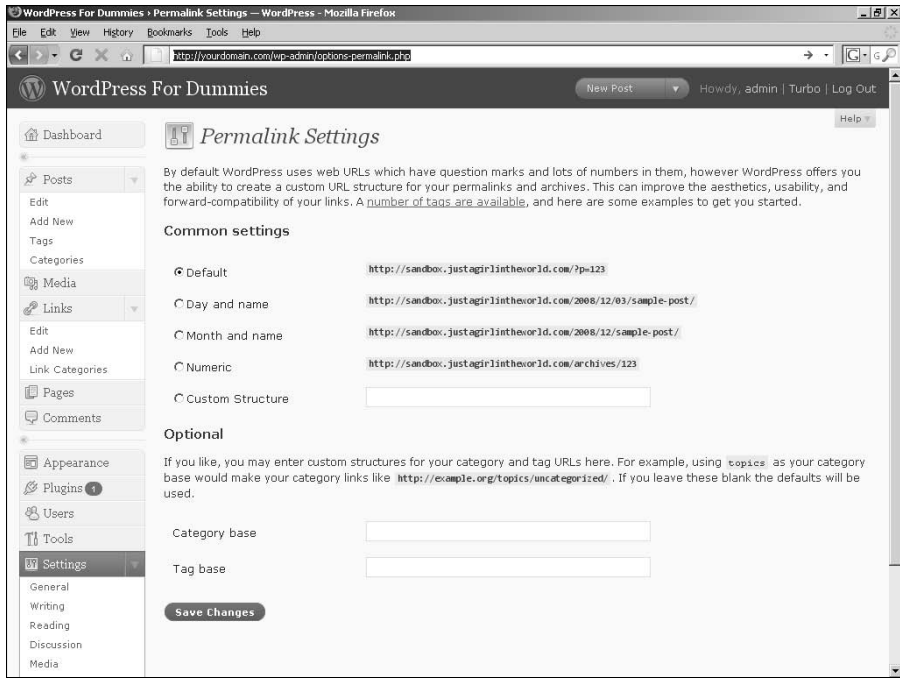 WordPress For Dummies › Permalink Settings — WordPress - Mozilla Firefox
File Edit View History Bookmarks Tools Help
http://yourdomain.com/wp-admin/options-permalink.php
G
WordPress For Dummies
New Post
Howdy, admin | Turbo | Log Out
Help
Dashboard
Permalink Settings
By default WordPress uses web URLs which have question marks and lots of numbers in them, however WordPress offers you
the ability to create a custom URL structure for your permalinks and archives. This can improve the aesthetics, usability, and
forward-compatibility of your links. A number of tags are available, and here are some examples to get you started.
Posts
Edit
Add New
Tags
Categories
Media
Links
Edit
Add New
Link Categories
Pages
Comments
Appearance
Plugins 1
Users
Tools
Settings
General
Writing
Reading
Discussion
Media
Common settings
Default http://sandbox.justagirlintheworld.com/?p=123
Day and name http://sandbox.justagirlintheworld.com/2008/12/03/sample-post/
Month and name http://sandbox.justagirlintheworld.com/2008/12/sample-post/
Numeric http://sandbox.justagirlintheworld.com/archives/123
Custom Structure
Optional
If you like, you may enter custom structures for your category and tag URLs here. For example, using topics as your category
base would make your category links like http://example.org/topics/uncategorized/ . If you leave these blank the defaults will be
used.
Category base
Tag base
Save Changes